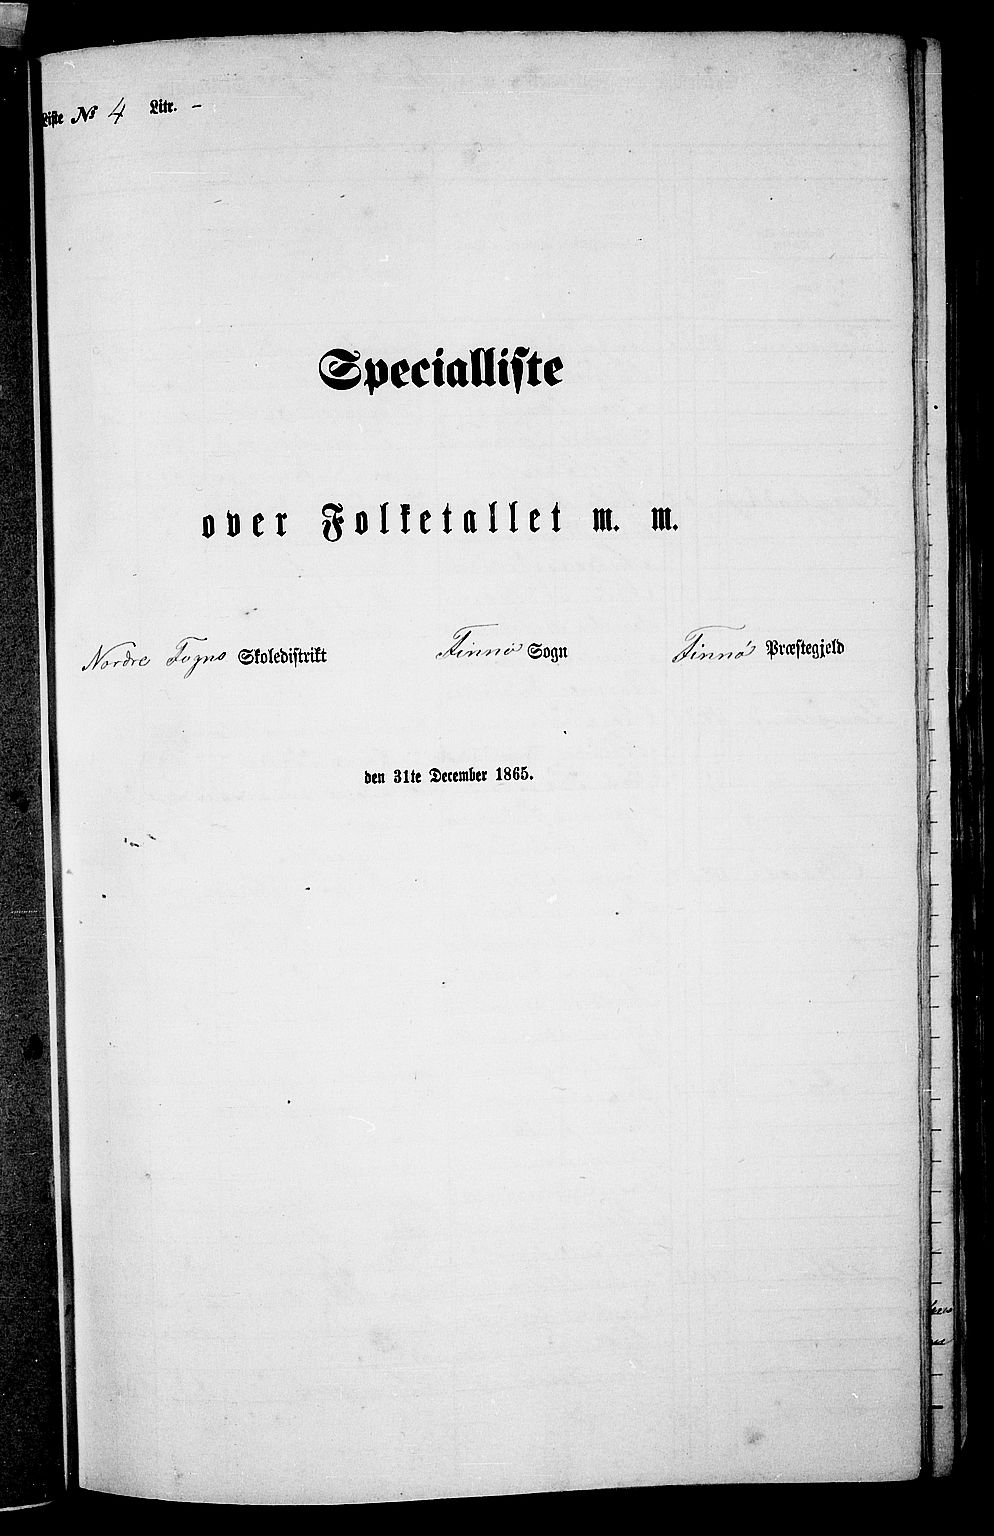 Liste № 4 Litr. –
Specialliste
over Folketallet m. m.
Nordre Fogns Skoledistrikt Finnø Sogn Finnø Præstegjeld
den 31te December 1865.